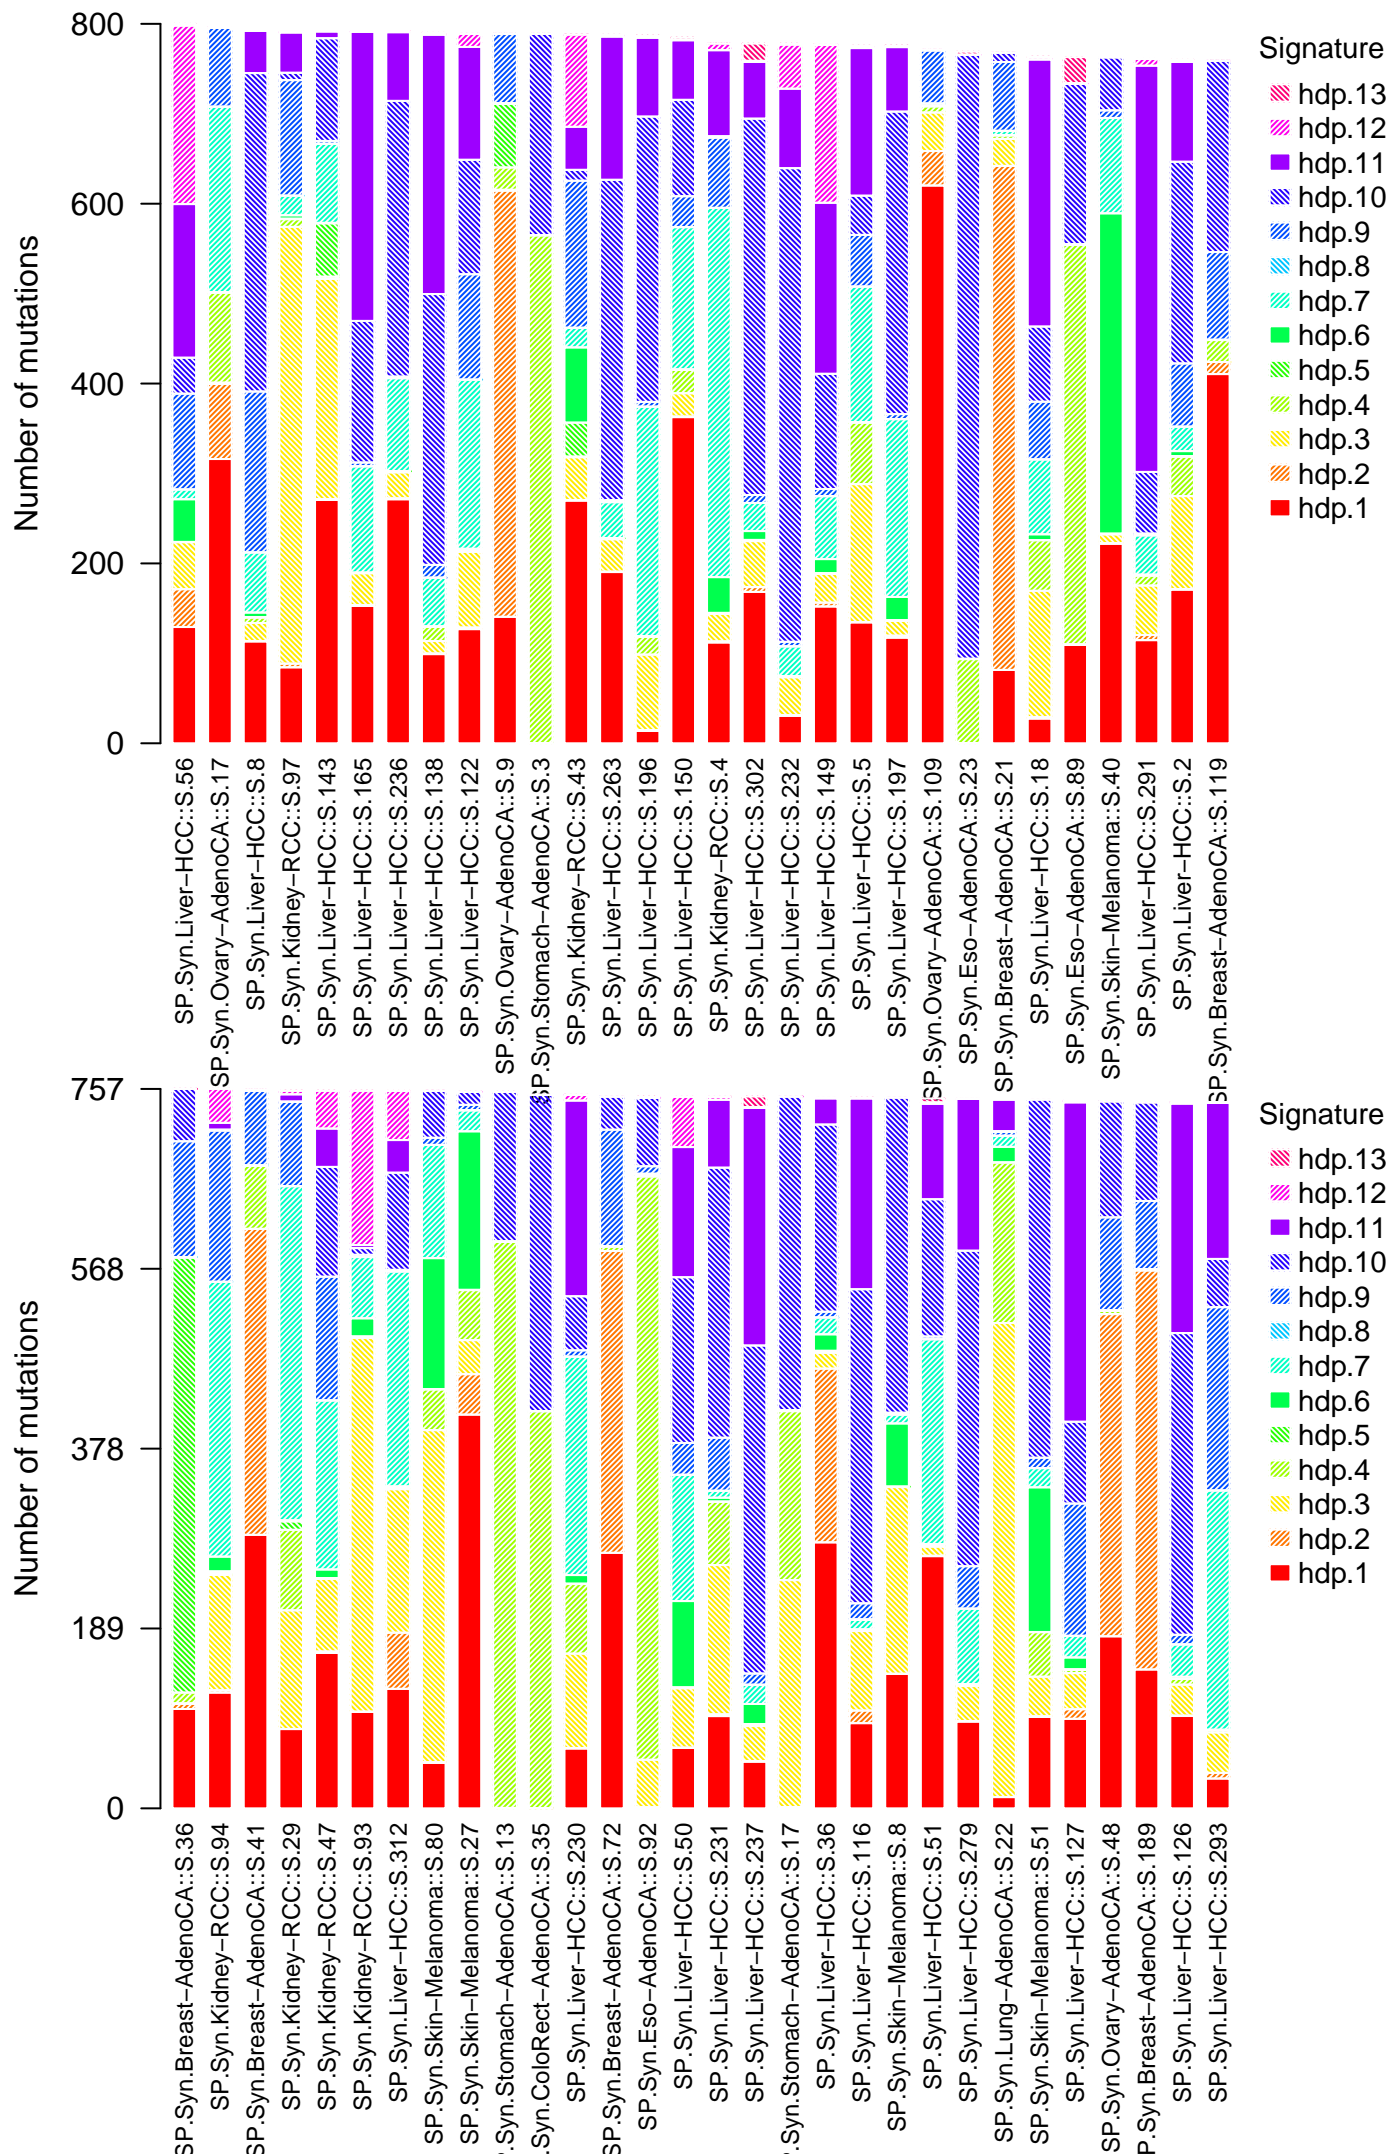 Number of mutations
800
600
400
200
0
Signature
hdp.13
hdp.12
hdp.11
hdp.10
hdp.9
hdp.8
hdp.7
hdp.6
hdp.5
hdp.4
hdp.3
hdp.2
hdp.1
SP.Syn.Liver−HCC::S.56
SP.Syn.Ovary−AdenoCA::S.17
SP.Syn.Liver−HCC::S.8
SP.Syn.Kidney−RCC::S.97
SP.Syn.Liver−HCC::S.143
SP.Syn.Liver−HCC::S.165
SP.Syn.Liver−HCC::S.236
SP.Syn.Liver−HCC::S.138
SP.Syn.Liver−HCC::S.122
SP.Syn.Ovary−AdenoCA::S.9
SP.Syn.Stomach−AdenoCA::S.3
SP.Syn.Kidney−RCC::S.43
SP.Syn.Liver−HCC::S.263
SP.Syn.Liver−HCC::S.196
SP.Syn.Liver−HCC::S.150
SP.Syn.Kidney−RCC::S.4
SP.Syn.Liver−HCC::S.302
SP.Syn.Liver−HCC::S.232
SP.Syn.Liver−HCC::S.149
SP.Syn.Liver−HCC::S.5
SP.Syn.Liver−HCC::S.197
SP.Syn.Ovary−AdenoCA::S.109
SP.Syn.Eso−AdenoCA::S.23
SP.Syn.Breast−AdenoCA::S.21
SP.Syn.Liver−HCC::S.18
SP.Syn.Eso−AdenoCA::S.89
SP.Syn.Skin−Melanoma::S.40
SP.Syn.Liver−HCC::S.291
SP.Syn.Liver−HCC::S.2
SP.Syn.Breast−AdenoCA::S.119
Number of mutations
757
568
378
189
0
Signature
hdp.13
hdp.12
hdp.11
hdp.10
hdp.9
hdp.8
hdp.7
hdp.6
hdp.5
hdp.4
hdp.3
hdp.2
hdp.1
SP.Syn.Breast−AdenoCA::S.36
SP.Syn.Kidney−RCC::S.94
SP.Syn.Breast−AdenoCA::S.41
SP.Syn.Kidney−RCC::S.29
SP.Syn.Kidney−RCC::S.47
SP.Syn.Kidney−RCC::S.93
SP.Syn.Liver−HCC::S.312
SP.Syn.Skin−Melanoma::S.80
SP.Syn.Skin−Melanoma::S.27
P.Syn.Stomach−AdenoCA::S.13
P.Syn.ColoRect−AdenoCA::S.35
SP.Syn.Liver−HCC::S.230
SP.Syn.Breast−AdenoCA::S.72
SP.Syn.Eso−AdenoCA::S.92
SP.Syn.Liver−HCC::S.50
SP.Syn.Liver−HCC::S.231
SP.Syn.Liver−HCC::S.237
P.Syn.Stomach−AdenoCA::S.17
SP.Syn.Liver−HCC::S.36
SP.Syn.Liver−HCC::S.116
SP.Syn.Skin−Melanoma::S.8
SP.Syn.Liver−HCC::S.51
SP.Syn.Liver−HCC::S.279
SP.Syn.Lung−AdenoCA::S.22
SP.Syn.Skin−Melanoma::S.51
SP.Syn.Liver−HCC::S.127
SP.Syn.Ovary−AdenoCA::S.48
P.Syn.Breast−AdenoCA::S.189
SP.Syn.Liver−HCC::S.126
SP.Syn.Liver−HCC::S.293